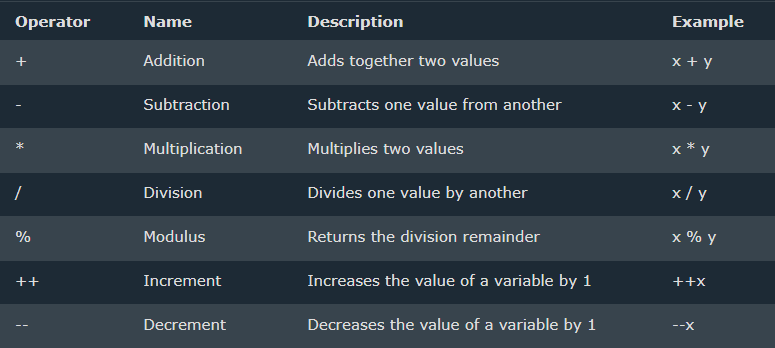 Operator Name Description Example
+ Addition Adds together two values x + y
- Subtraction Subtracts one value from another x - y
* Multiplication Multiplies two values x * y
/ Division Divides one value by another x / y
% Modulus Returns the division remainder x % y
++ Increment Increases the value of a variable by 1 ++x
-- Decrement Decreases the value of a variable by 1 --x